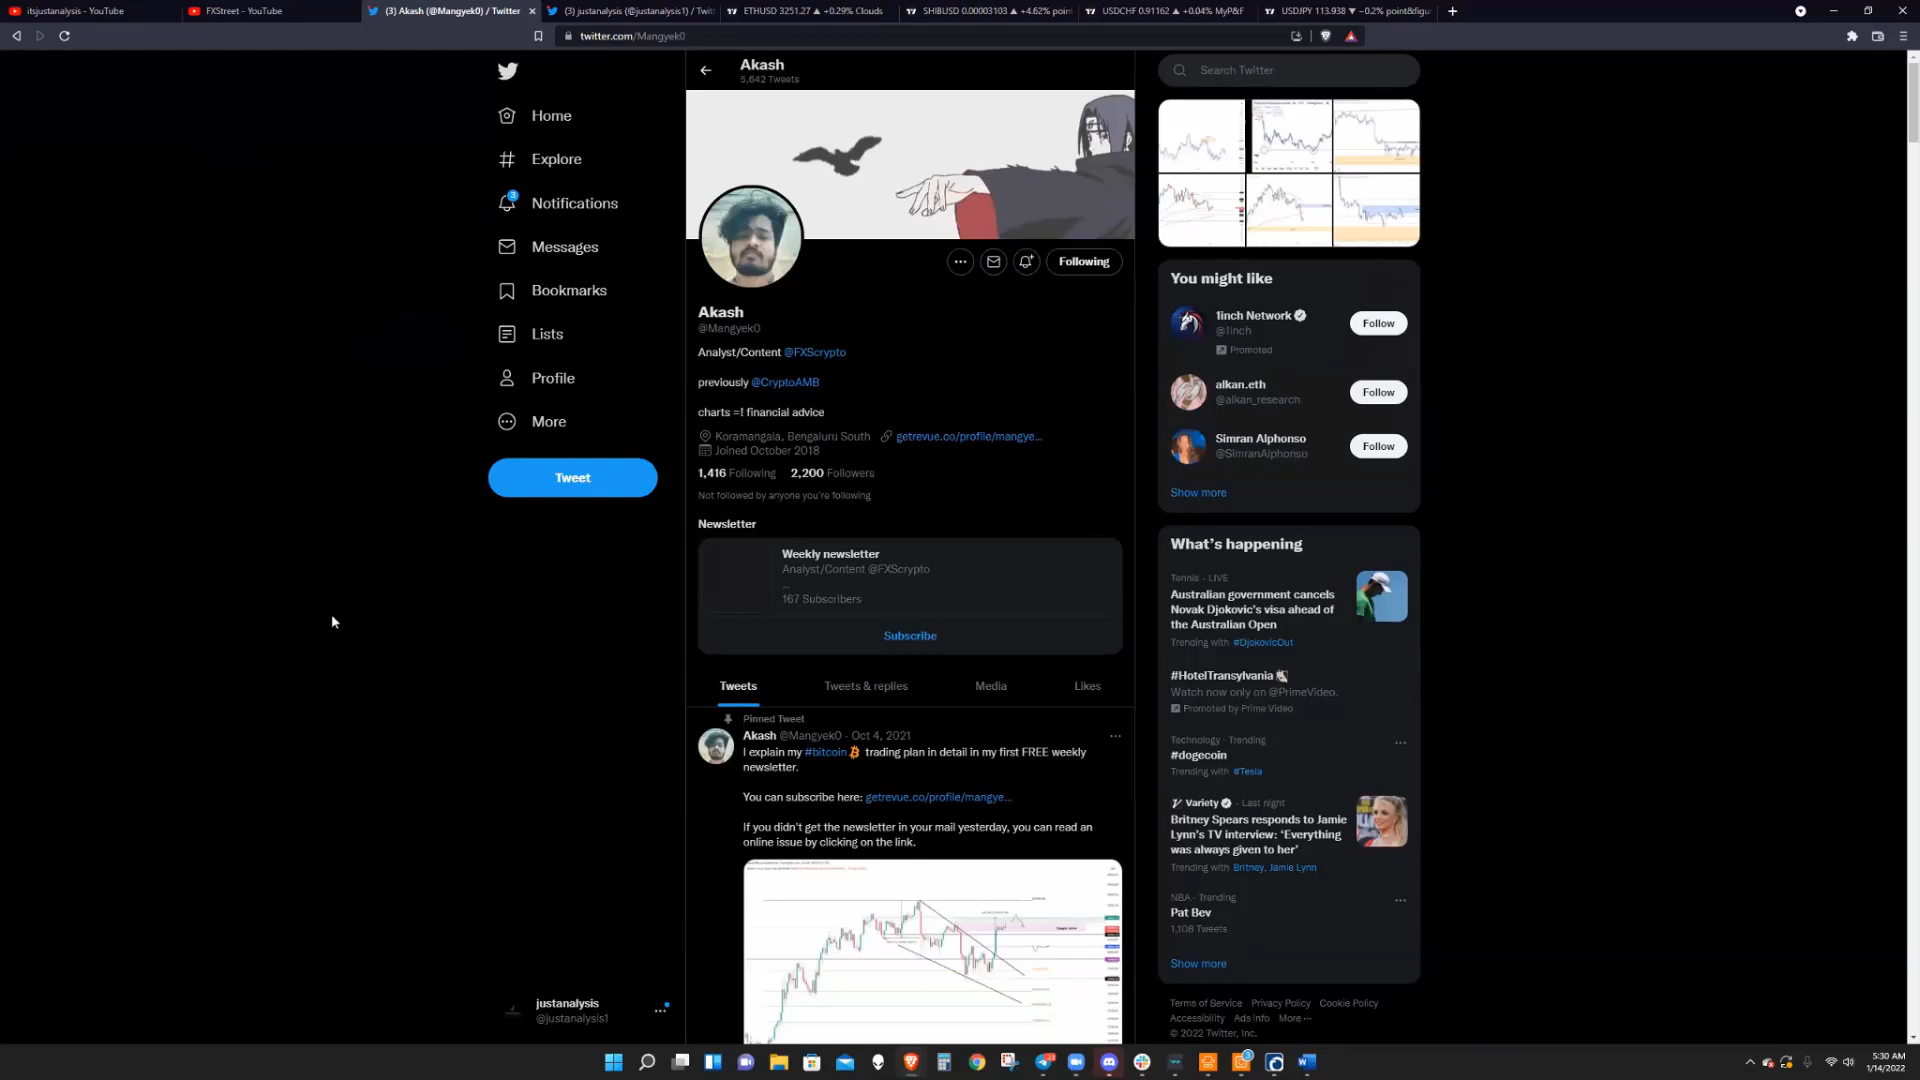 itsjustanalysis - YouTube
FXStreet - YouTube
(3) Akash (@Mangyek0) / Twitter
(3) justanalysis (@justanalysis1) / Twit
ETHUSD 3251.27 ▲ +0.29% Clouds
SHIBUSD 0.00003103 ▲ +4.62% poin
USDCHF 0.91162 ▲ +0.04% MyP&F
USDJPY 113.938 ▼ −0.2% point&figu
twitter.com/Mangyek0
Home
Explore
3
Notifications
Messages
Bookmarks
Lists
Profile
More
Tweet
justanalysis
@justanalysis1
Akash
5,642 Tweets
Following
Akash
@Mangyek0
Analyst/Content @FXScrypto
previously @CryptoAMB
charts =! financial advice
Koramangala, Bengaluru South getrevue.co/profile/mangye...
Joined October 2018
1,416 Following 2,200 Followers
Not followed by anyone you're following
Newsletter
Weekly newsletter
Analyst/Content @FXScrypto
...
167 Subscribers
Subscribe
Tweets
Tweets & replies
Media
Likes
Pinned Tweet
Akash @Mangyek0 · Oct 4, 2021
I explain my #bitcoin trading plan in detail in my first FREE weekly
newsletter.
You can subscribe here: getrevue.co/profile/mangye...
If you didn't get the newsletter in your mail yesterday, you can read an
online issue by clicking on the link.
Search Twitter
You might like
1inch Network
@1inch
Promoted
Follow
alkan.eth
@alkan_research
Follow
Simran Alphonso
@SimranAlphonso
Follow
Show more
What's happening
Tennis · LIVE
Australian government cancels
Novak Djokovic's visa ahead of
the Australian Open
Trending with #DjokovicOut
#HotelTransylvania
Watch now only on @PrimeVideo.
Promoted by Prime Video
Technology · Trending
#dogecoin
Trending with #Tesla
Variety · Last night
Britney Spears responds to Jamie
Lynn's TV interview: 'Everything
was always given to her'
Trending with Britney, Jamie Lynn
NBA · Trending
Pat Bev
1,108 Tweets
Show more
Terms of Service Privacy Policy Cookie Policy
Accessibility Ads info More ···
© 2022 Twitter, Inc.
5:30 AM
1/14/2022